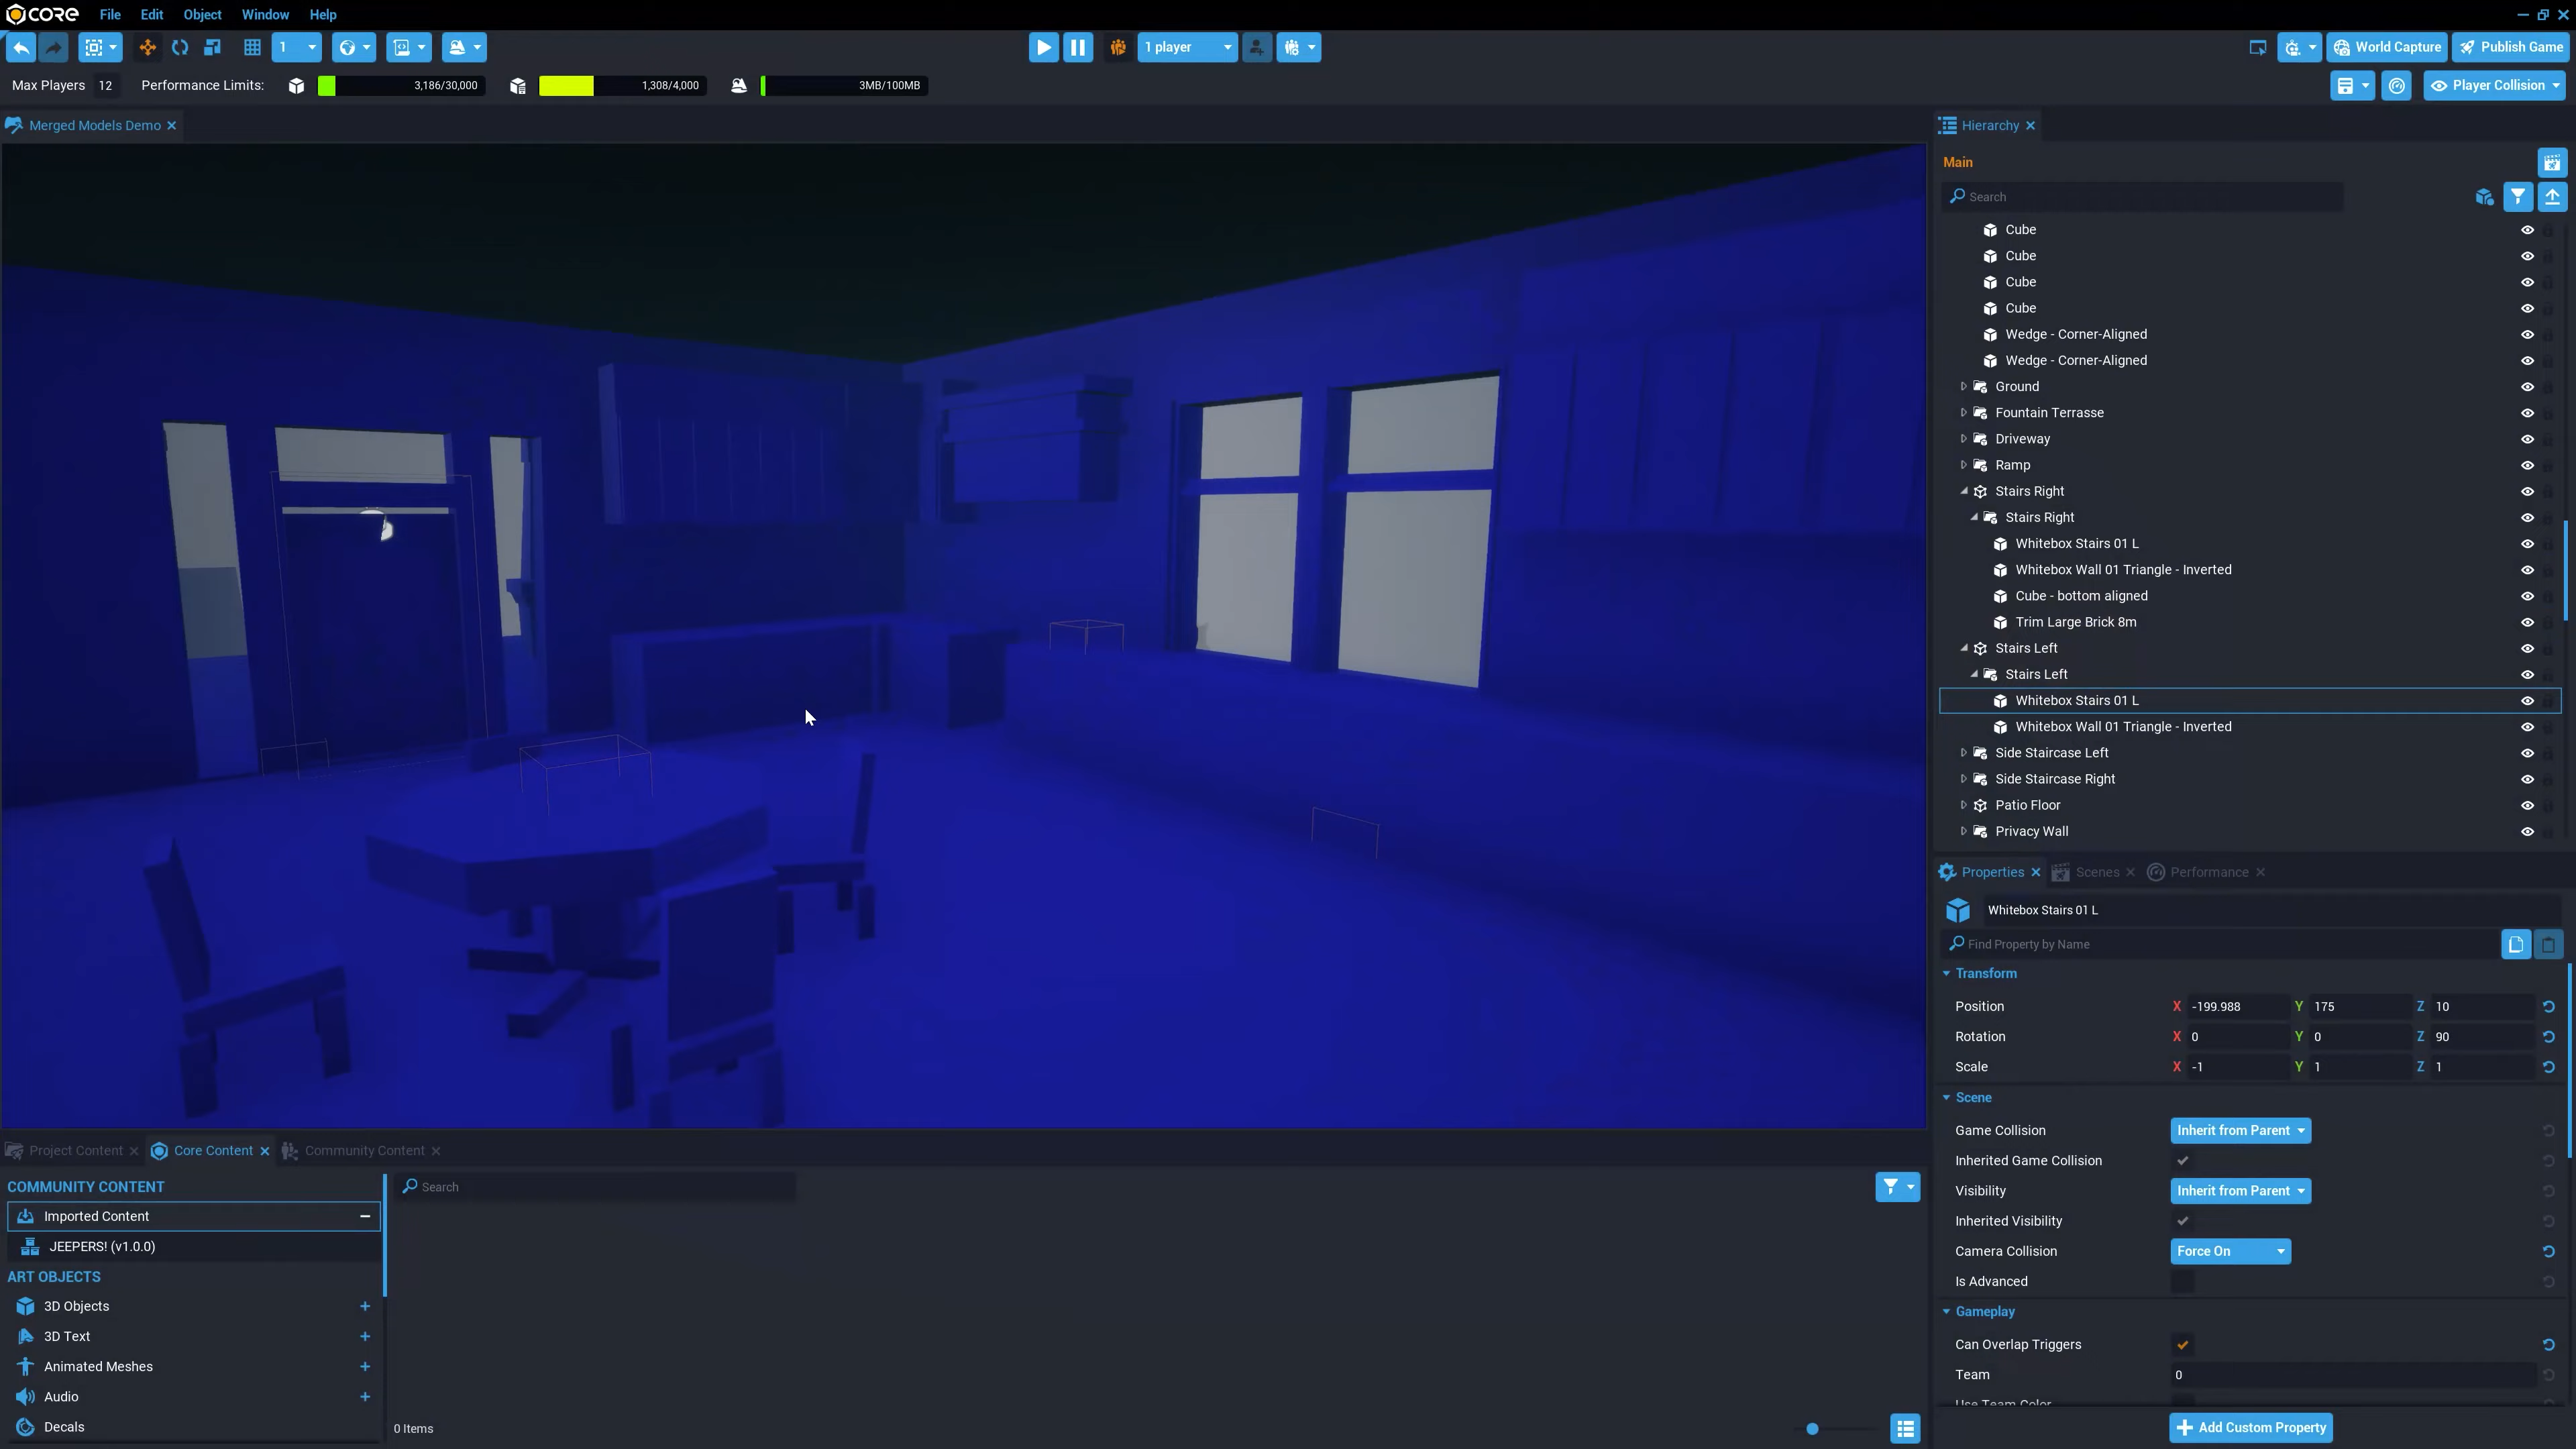 CORE File Edit Object Window Help
1 1 player World Capture Publish Game
Max Players 12 Performance Limits: 3,186/30,000 1,308/4,000 3MB/100MB Player Collision
Merged Models Demo
Hierarchy
Main
Search
Cube
Cube
Cube
Cube
Wedge - Corner-Aligned
Wedge - Corner-Aligned
Ground
Fountain Terrasse
Driveway
Ramp
Stairs Right
Stairs Right
Whitebox Stairs 01 L
Whitebox Wall 01 Triangle - Inverted
Cube - bottom aligned
Trim Large Brick 8m
Stairs Left
Stairs Left
Whitebox Stairs 01 L
Whitebox Wall 01 Triangle - Inverted
Side Staircase Left
Side Staircase Right
Patio Floor
Privacy Wall
Properties Scenes Performance
Whitebox Stairs 01 L
Find Property by Name
Transform
Position X -199.988 Y 175 Z 10
Rotation X 0 Y 0 Z 90
Scale X -1 Y 1 Z 1
Scene
Game Collision Inherit from Parent
Inherited Game Collision
Visibility Inherit from Parent
Inherited Visibility
Camera Collision Force On
Is Advanced
Gameplay
Can Overlap Triggers
Team 0
Use Team Color
Add Custom Property
Project Content Core Content Community Content
COMMUNITY CONTENT
Imported Content
JEEPERS! (v1.0.0)
ART OBJECTS
3D Objects
3D Text
Animated Meshes
Audio
Decals
Search
0 Items